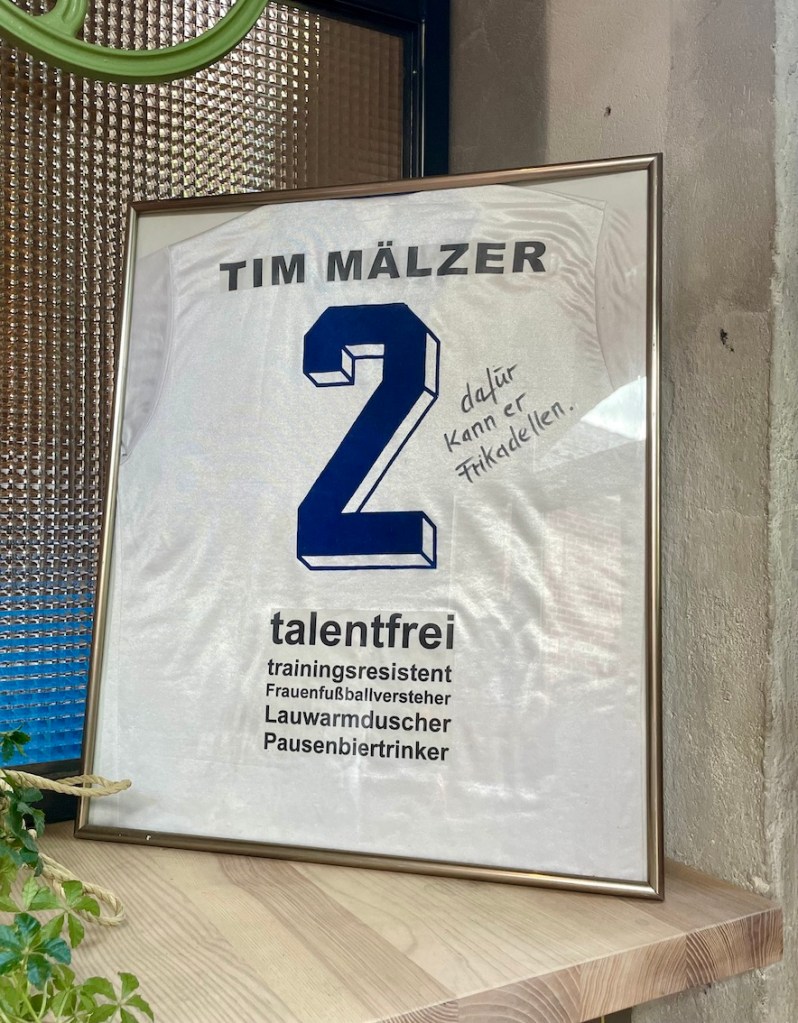 TIM MÄLZER
2
dafür
kann er
Frikadellen.
talentfrei
trainingsresistent
Frauenfußballversteher
Lauwarmduscher
Pausenbiertrinker